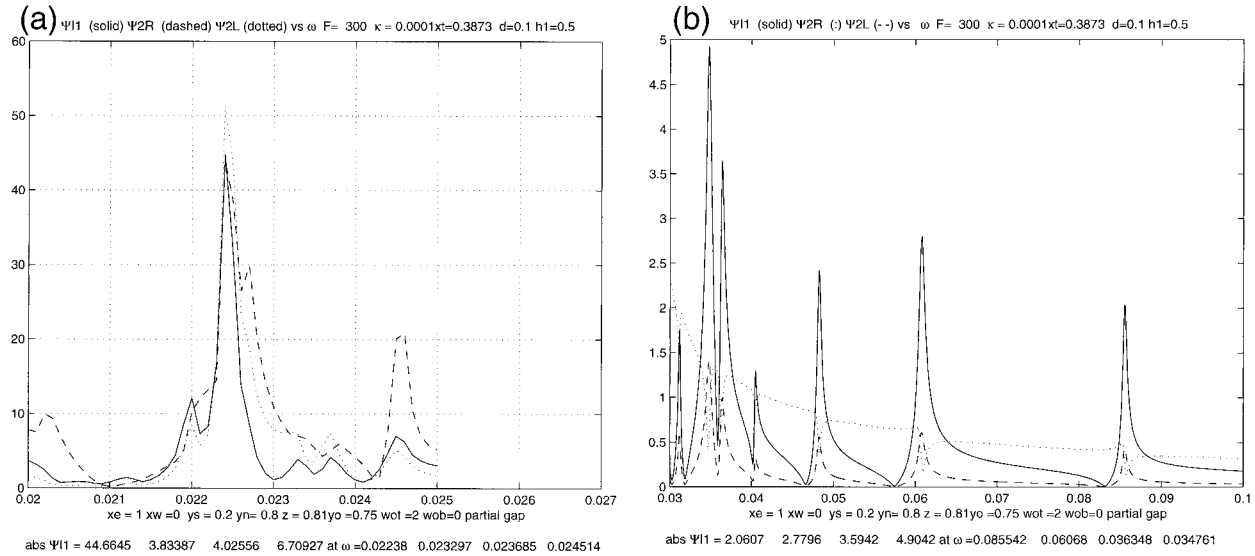 (a)
ΨI1 (solid) Ψ2R (dashed) Ψ2L (dotted) vs ω F= 300 κ = 0.0001xt=0.3873 d=0.1 h1=0.5
60
50
40
30
20
10
0
0.02 0.021 0.022 0.023 0.024 0.025 0.026 0.027
xe = 1 xw =0 ys = 0.2 yn= 0.8 z = 0.81yo =0.75 wot =2 wob=0 partial gap
abs ΨI1 = 44.6645 3.83387 4.02556 6.70927 at ω =0.02238 0.023297 0.023685 0.024514
(b)
ΨI1 (solid) Ψ2R (:) Ψ2L (- -) vs ω F= 300 κ = 0.0001xt=0.3873 d=0.1 h1=0.5
5
4.5
4
3.5
3
2.5
2
1.5
1
0.5
0
0.03 0.04 0.05 0.06 0.07 0.08 0.09 0.1
xe = 1 xw =0 ys = 0.2 yn= 0.8 z = 0.81yo =0.75 wot =2 wob=0 partial gap
abs ΨI1 = 2.0607 2.7796 3.5942 4.9042 at ω =0.085542 0.06068 0.036348 0.034761